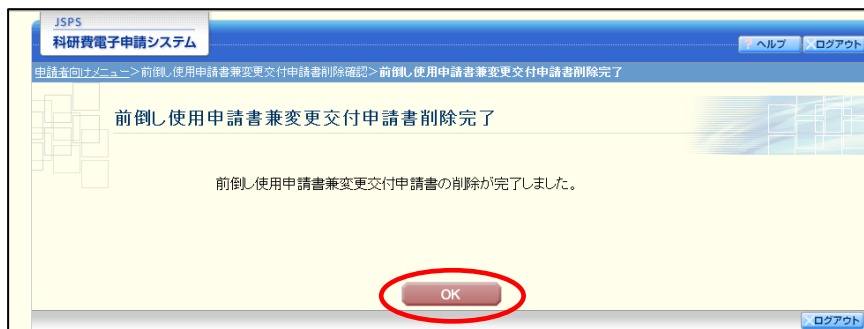 JSPS
科研費電子申請システム
? ヘルプ
×ログアウト
申請者向けメニュー>前倒し使用申請書兼変更交付申請書削除確認>前倒し使用申請書兼変更交付申請書削除完了
前倒し使用申請書兼変更交付申請書削除完了
前倒し使用申請書兼変更交付申請書の削除が完了しました。
OK
×ログアウト